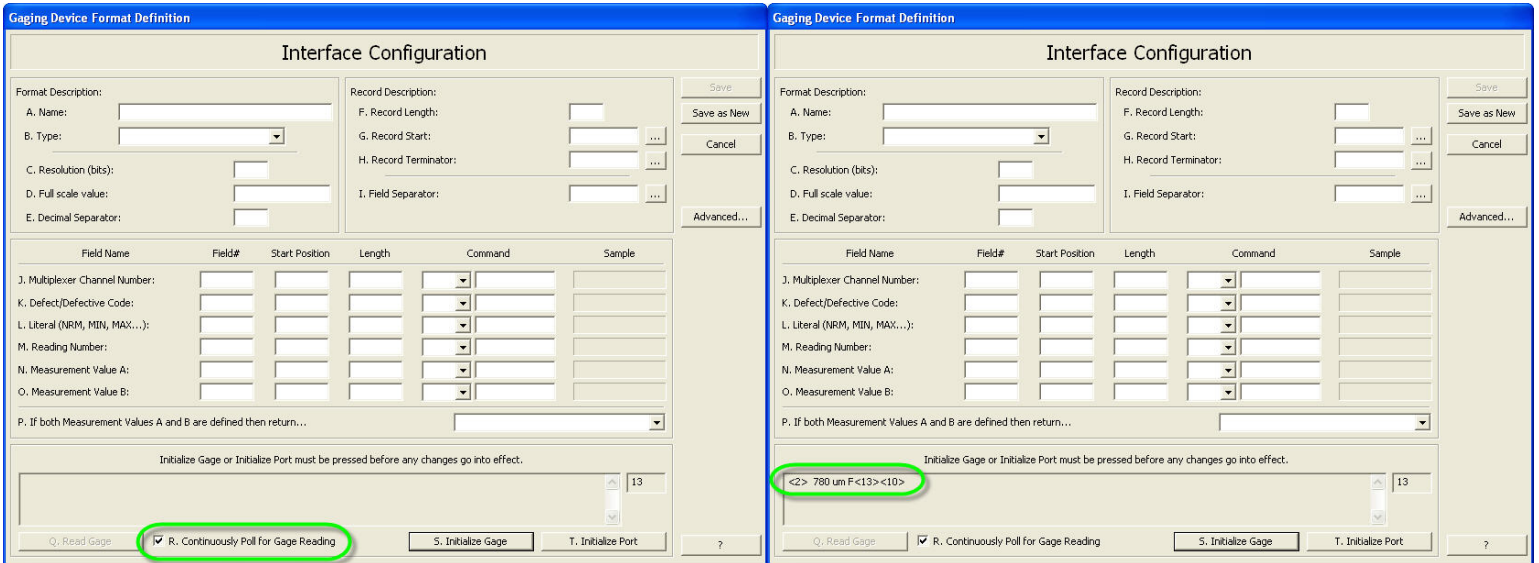 Gaging Device Format Definition
Interface Configuration
Format Description:
A. Name:
B. Type:
C. Resolution (bits):
D. Full scale value:
E. Decimal Separator:
Record Description:
F. Record Length:
G. Record Start: ...
H. Record Terminator: ...
I. Field Separator: ...
Save
Save as New
Cancel
Advanced...
Field Name Field# Start Position Length Command Sample
J. Multiplexer Channel Number:
K. Defect/Defective Code:
L. Literal (NRM, MIN, MAX...):
M. Reading Number:
N. Measurement Value A:
O. Measurement Value B:
P. If both Measurement Values A and B are defined then return...
Initialize Gage or Initialize Port must be pressed before any changes go into effect.
13
Q. Read Gage R. Continuously Poll for Gage Reading S. Initialize Gage T. Initialize Port ?
Gaging Device Format Definition
Interface Configuration
Format Description:
A. Name:
B. Type:
C. Resolution (bits):
D. Full scale value:
E. Decimal Separator:
Record Description:
F. Record Length:
G. Record Start: ...
H. Record Terminator: ...
I. Field Separator: ...
Save
Save as New
Cancel
Advanced...
Field Name Field# Start Position Length Command Sample
J. Multiplexer Channel Number:
K. Defect/Defective Code:
L. Literal (NRM, MIN, MAX...):
M. Reading Number:
N. Measurement Value A:
O. Measurement Value B:
P. If both Measurement Values A and B are defined then return...
Initialize Gage or Initialize Port must be pressed before any changes go into effect.
<2> 780 um F<13><10> 13
Q. Read Gage R. Continuously Poll for Gage Reading S. Initialize Gage T. Initialize Port ?